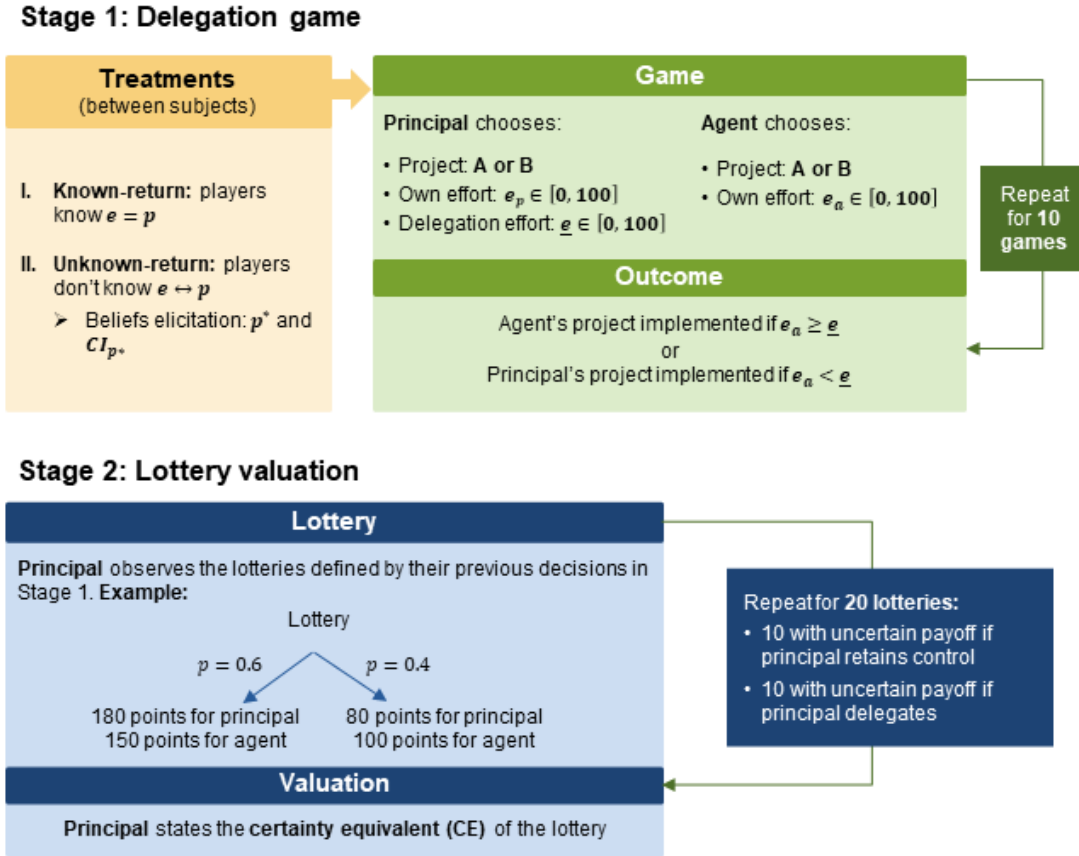 Stage 1: Delegation game
Treatments
(between subjects)
I. Known-return: players
know e = p
II. Unknown-return: players
don't know e ↔ p
➢ Beliefs elicitation: p* and
CI_{p*}
Game
Principal chooses:
• Project: A or B
• Own effort: e_p ∈ [0, 100]
• Delegation effort: e̲ ∈ [0, 100]
Agent chooses:
• Project: A or B
• Own effort: e_a ∈ [0, 100]
Outcome
Agent's project implemented if e_a ≥ e̲
or
Principal's project implemented if e_a < e̲
Repeat
for 10
games
Stage 2: Lottery valuation
Lottery
Principal observes the lotteries defined by their previous decisions in
Stage 1. Example:
Lottery
p = 0.6
p = 0.4
180 points for principal
150 points for agent
80 points for principal
100 points for agent
Valuation
Principal states the certainty equivalent (CE) of the lottery
Repeat for 20 lotteries:
• 10 with uncertain payoff if
principal retains control
• 10 with uncertain payoff if
principal delegates